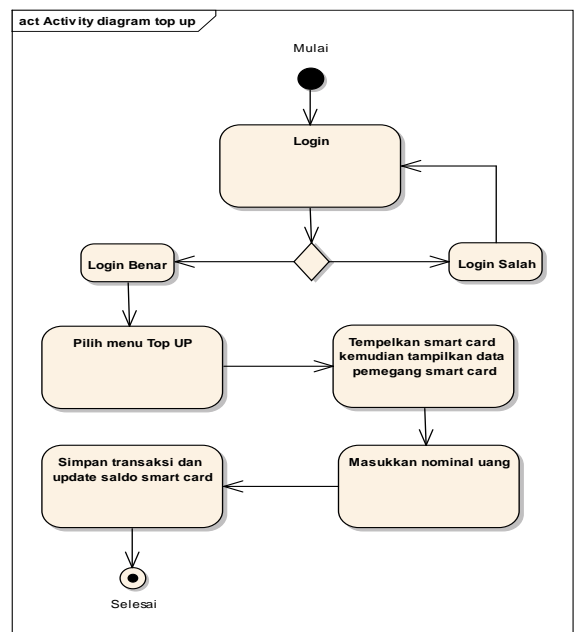 act Activity diagram top up
Mulai
Login
Login Benar
Login Salah
Pilih menu Top UP
Tempelkan smart card
kemudian tampilkan data
pemegang smart card
Masukkan nominal uang
Simpan transaksi dan
update saldo smart card
Selesai